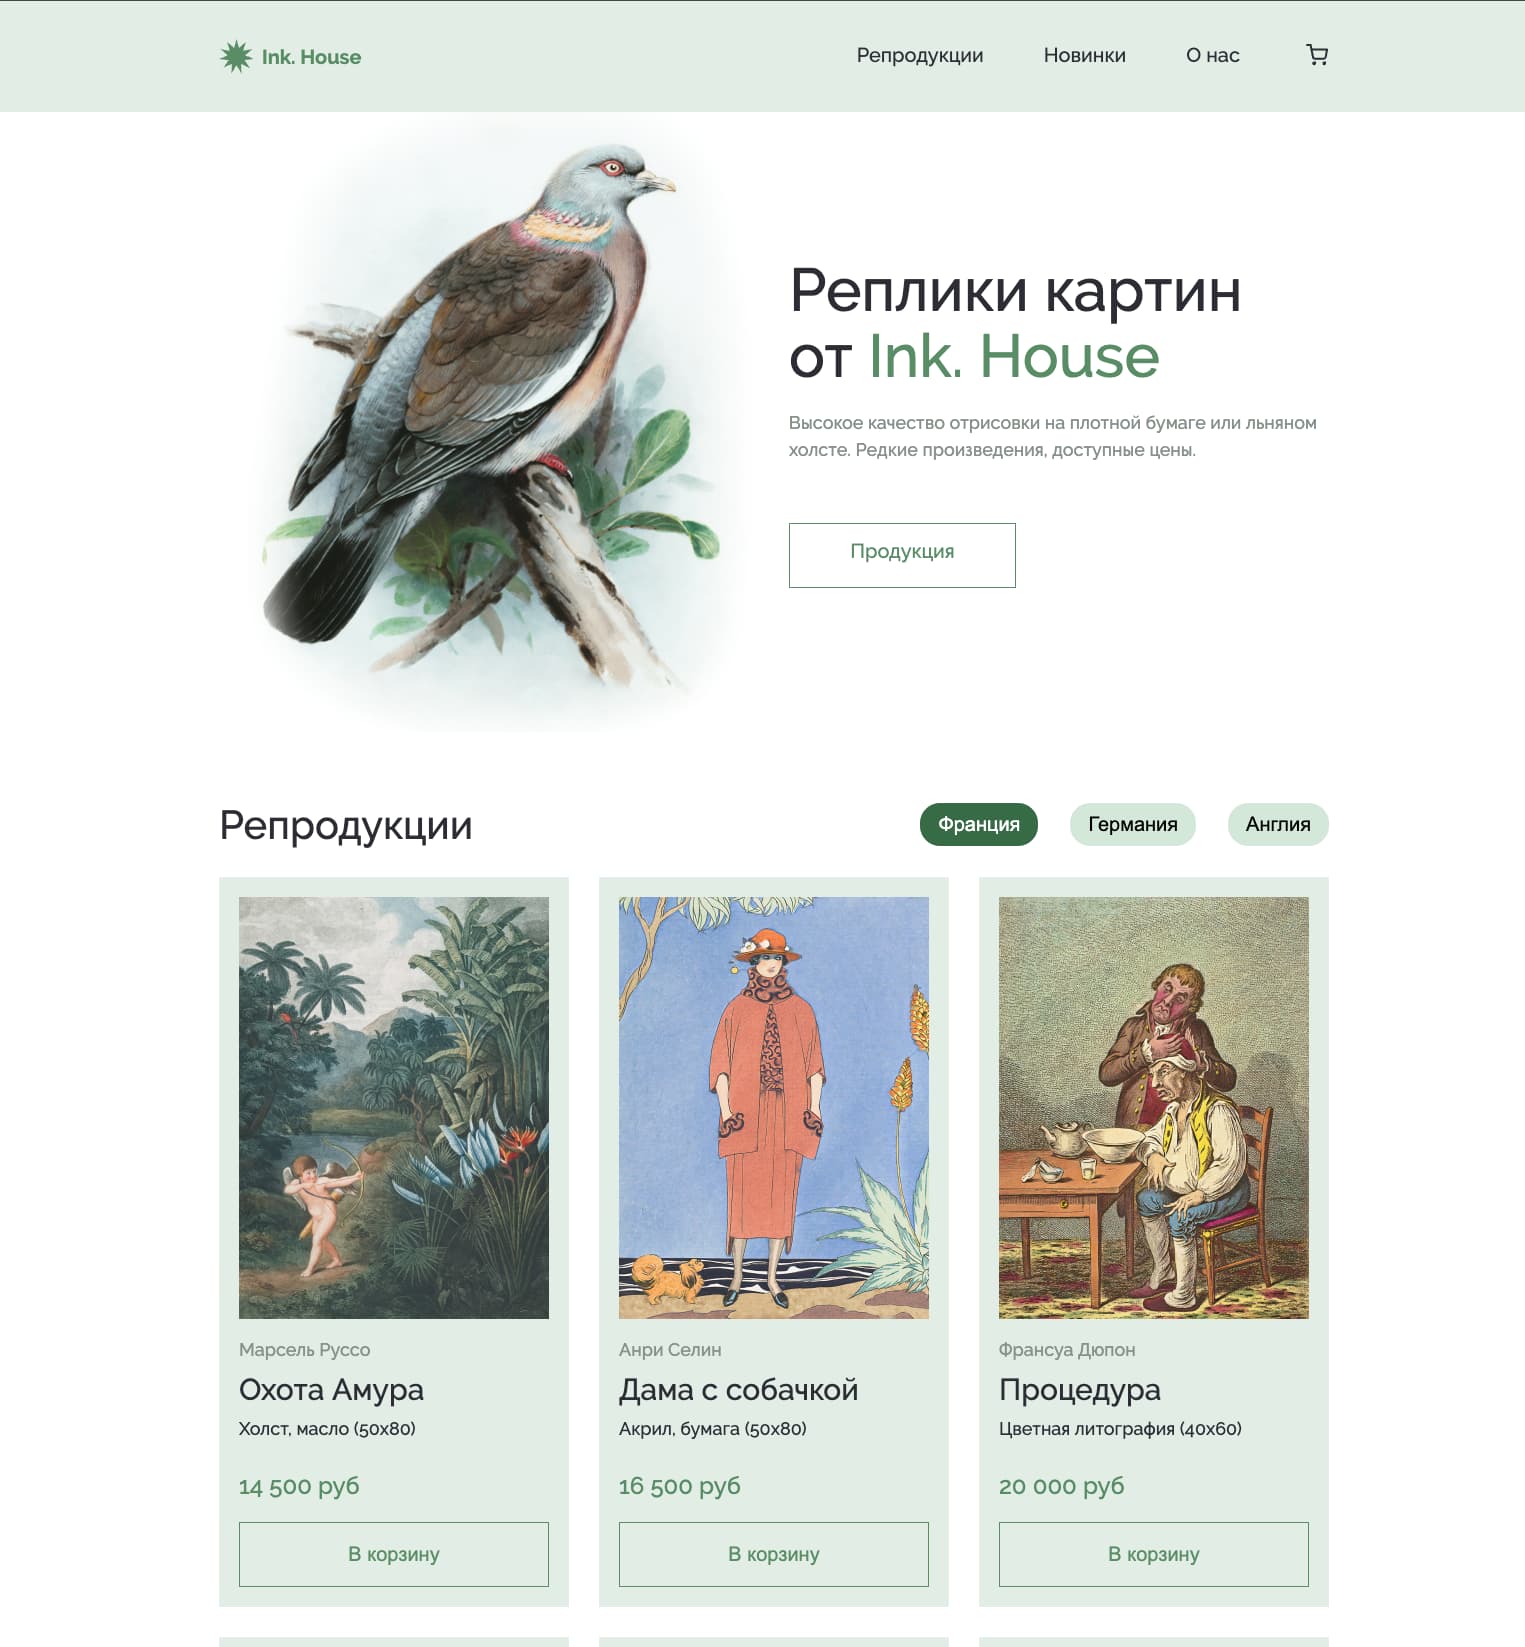 Ink. House
Репродукции
Новинки
О нас
Реплики картин
от Ink. House
Высокое качество отрисовки на плотной бумаге или льняном
холсте. Редкие произведения, доступные цены.
Продукция
Репродукции
Франция
Германия
Англия
Марсель Руссо
Охота Амура
Холст, масло (50х80)
14 500 руб
В корзину
Анри Селин
Дама с собачкой
Акрил, бумага (50х80)
16 500 руб
В корзину
Франсуа Дюпон
Процедура
Цветная литография (40х60)
20 000 руб
В корзину